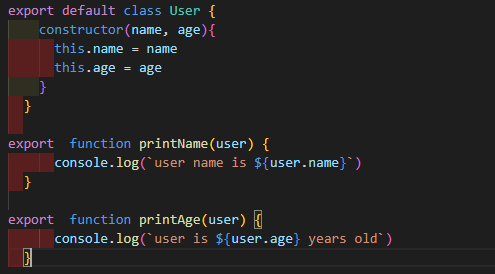 export default class User {
    constructor(name, age){
      this.name = name
      this.age = age
    }
  }

export  function printName(user) {
      console.log(`user name is ${user.name}`)
  }

export  function printAge(user) {
      console.log(`user is ${user.age} years old`)
  }